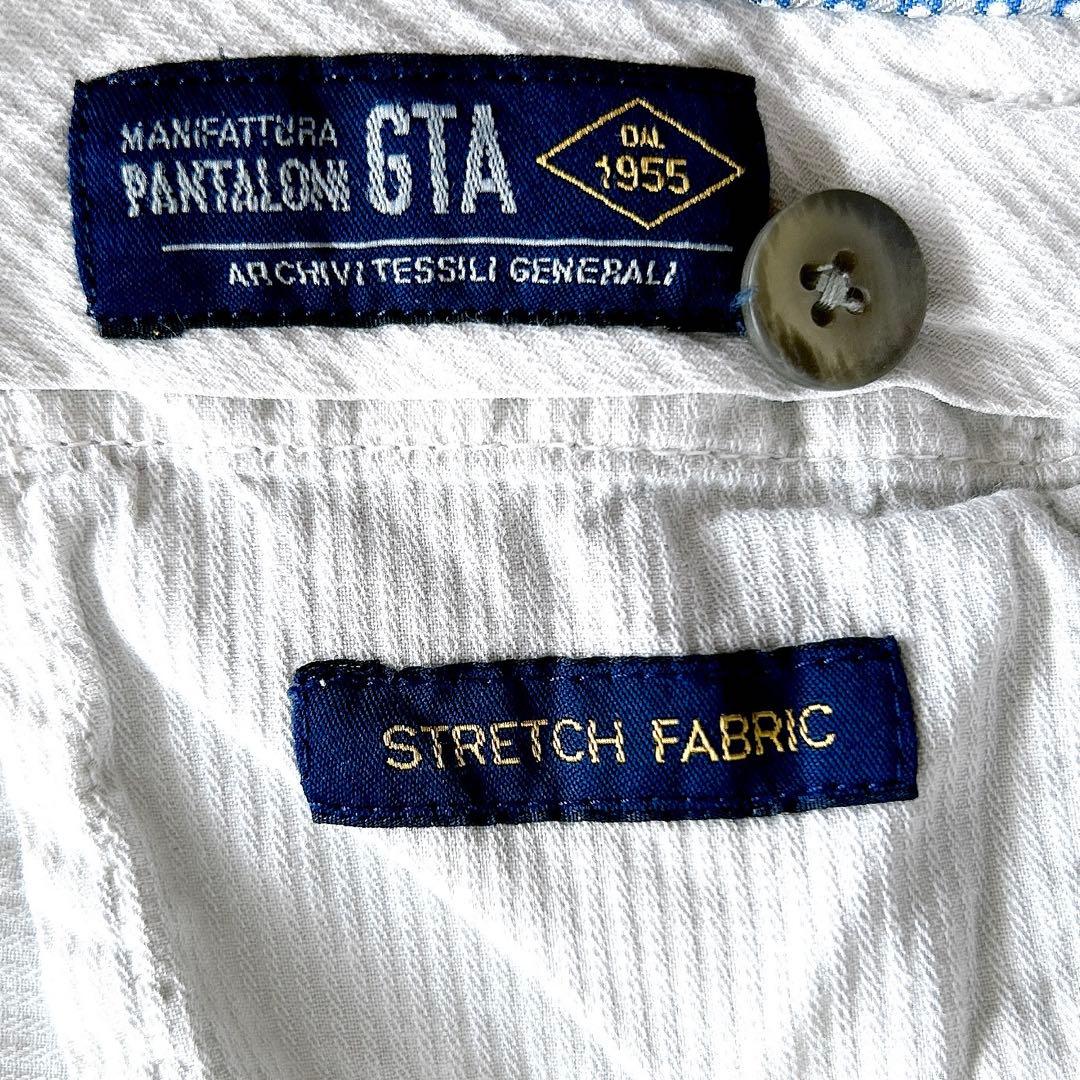 MANIFATTURA
PANTALONI GTA
DAL
1955
ARCHIVI TESSILI GENERALI
STRETCH FABRIC